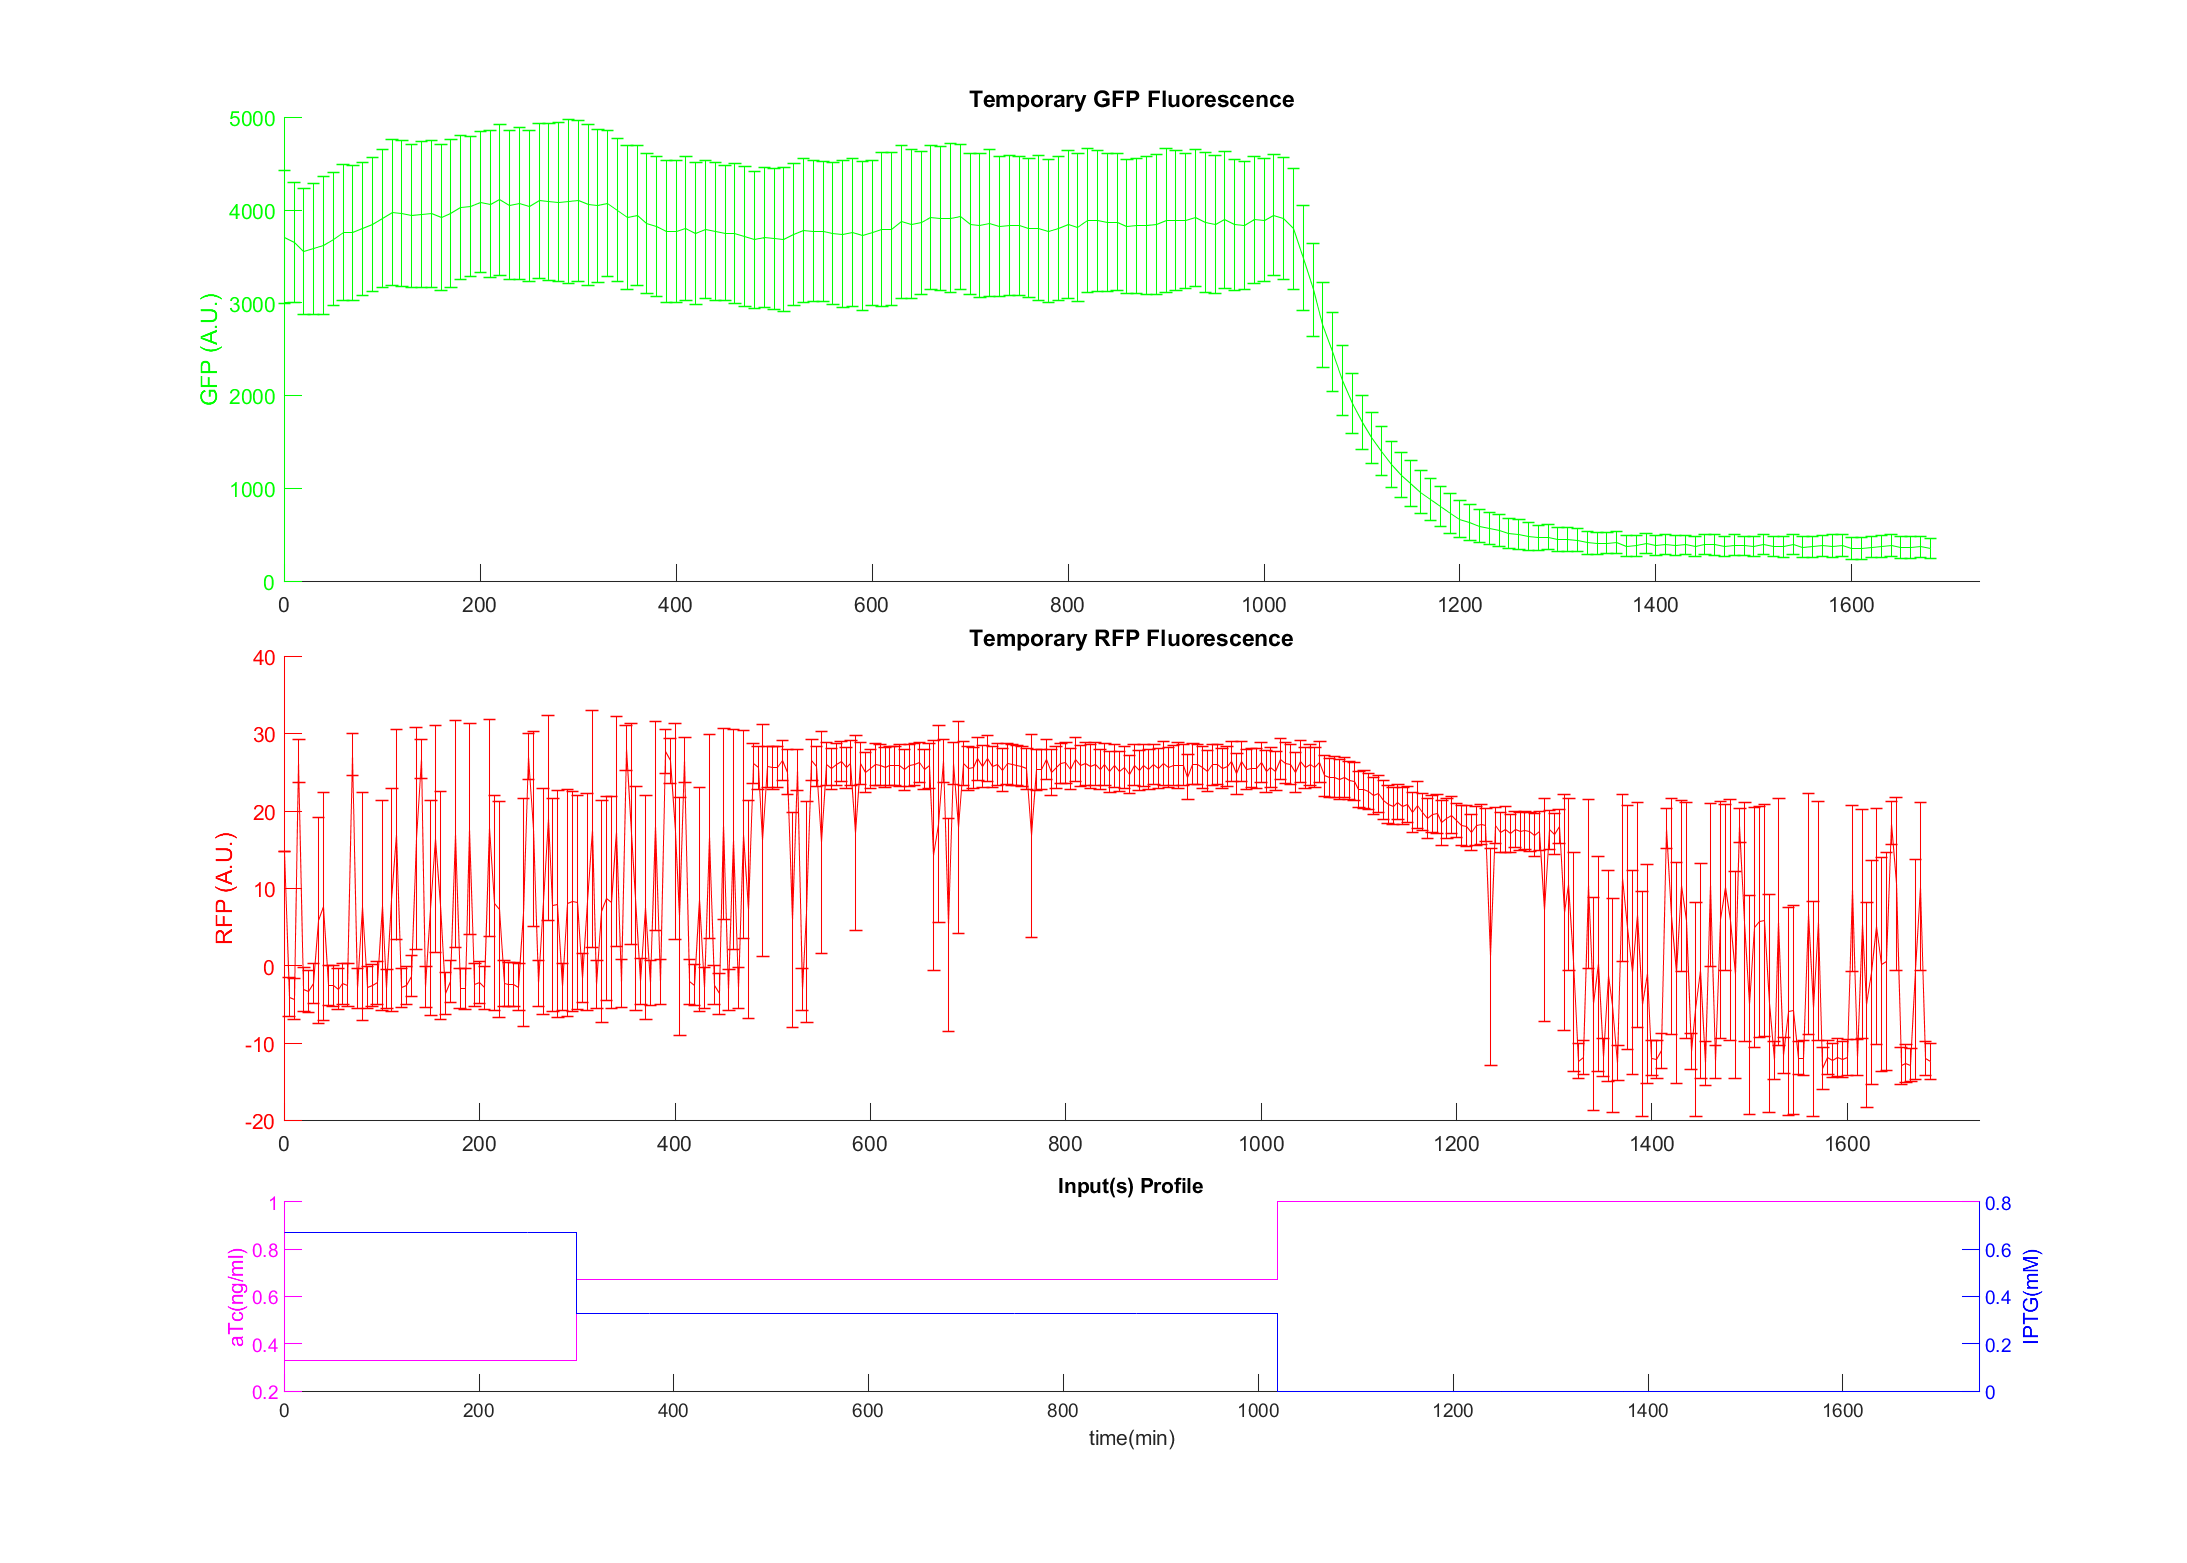 Temporary GFP Fluorescence
GFP (A.U.)
5000
4000
3000
2000
1000
0
0 200 400 600 800 1000 1200 1400 1600
Temporary RFP Fluorescence
RFP (A.U.)
40
30
20
10
0
-10
-20
0 200 400 600 800 1000 1200 1400 1600
Input(s) Profile
aTc(ng/ml)
1
0.8
0.6
0.4
0.2
0.8
0.6
0.4
0.2
0
IPTG(mM)
0 200 400 600 800 1000 1200 1400 1600
time(min)